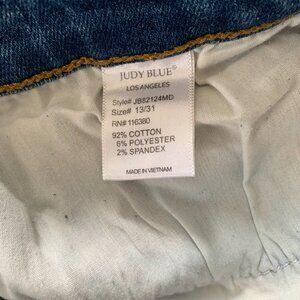 JUDY BLUE®
LOS ANGELES
Style# JB82124MD
Size# 13/31
RN# 116380
92% COTTON
6% POLYESTER
2% SPANDEX
MADE IN VIETNAM